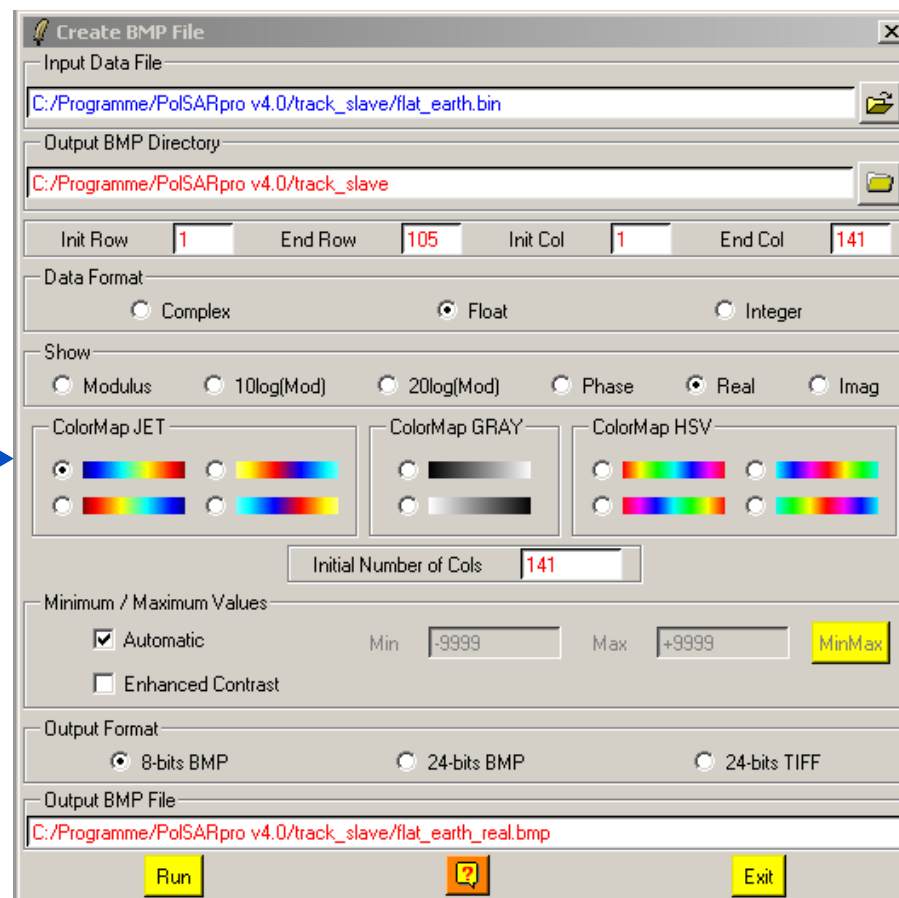 Create BMP File
Input Data File
C:/Programme/PolSARpro v4.0/track_slave/flat_earth.bin
Output BMP Directory
C:/Programme/PolSARpro v4.0/track_slave
Init Row 1 End Row 105 Init Col 1 End Col 141
Data Format
Complex Float Integer
Show
Modulus 10log(Mod) 20log(Mod) Phase Real Imag
ColorMap JET ColorMap GRAY ColorMap HSV
Initial Number of Cols 141
Minimum / Maximum Values
Automatic Min -9999 Max +9999 MinMax
Enhanced Contrast
Output Format
8-bits BMP 24-bits BMP 24-bits TIFF
Output BMP File
C:/Programme/PolSARpro v4.0/track_slave/flat_earth_real.bmp
Run ? Exit